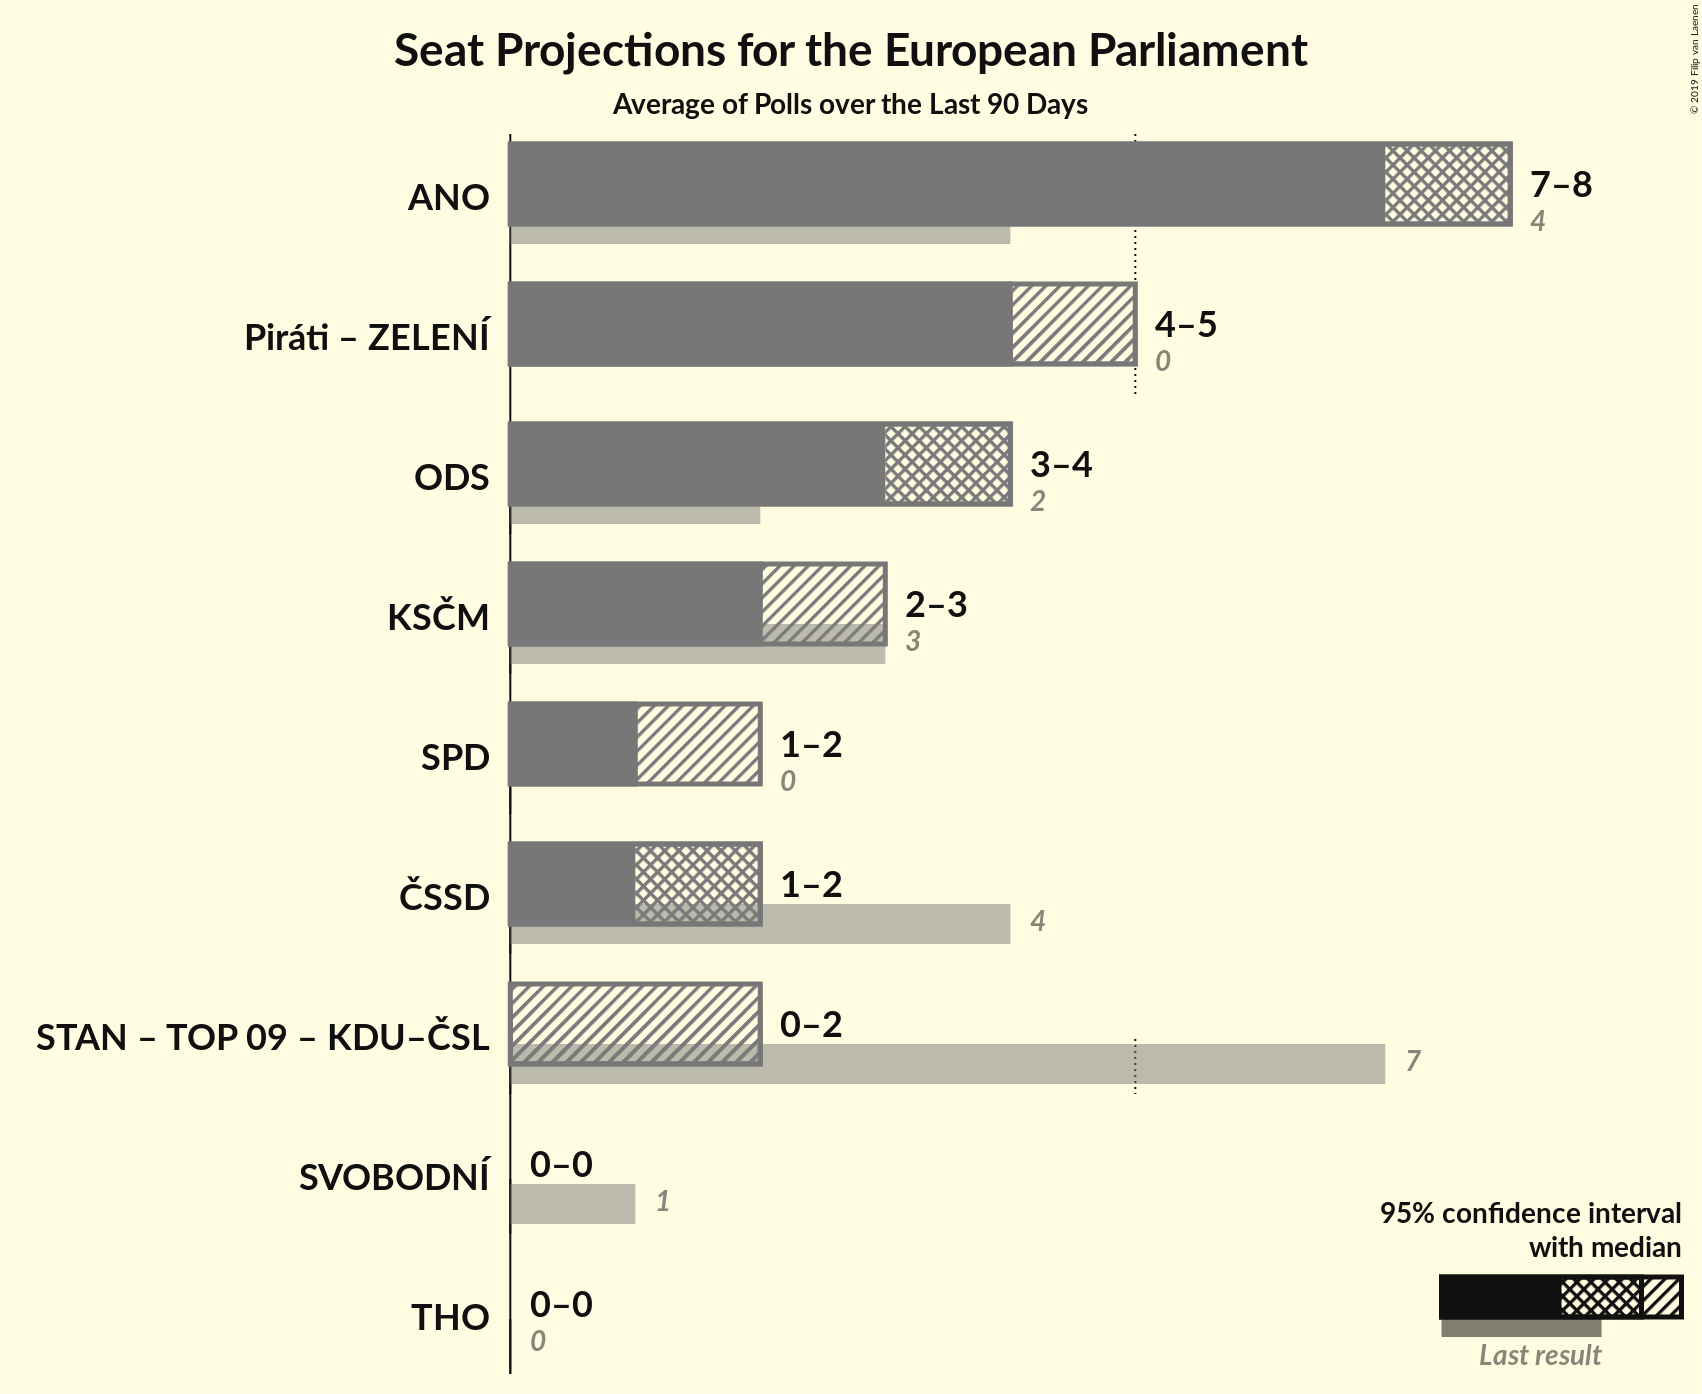 Seat Projections for the European Parliament
Average of Polls over the Last 90 Days
© 2019 Filip van Laenen
ANO
7–8
4
Piráti – ZELENÍ
4–5
0
ODS
3–4
2
KSČM
2–3
3
SPD
1–2
0
ČSSD
1–2
4
STAN – TOP 09 – KDU–ČSL
0–2
7
SVOBODNÍ
0–0
1
THO
0–0
0
95% confidence interval
with median
Last result